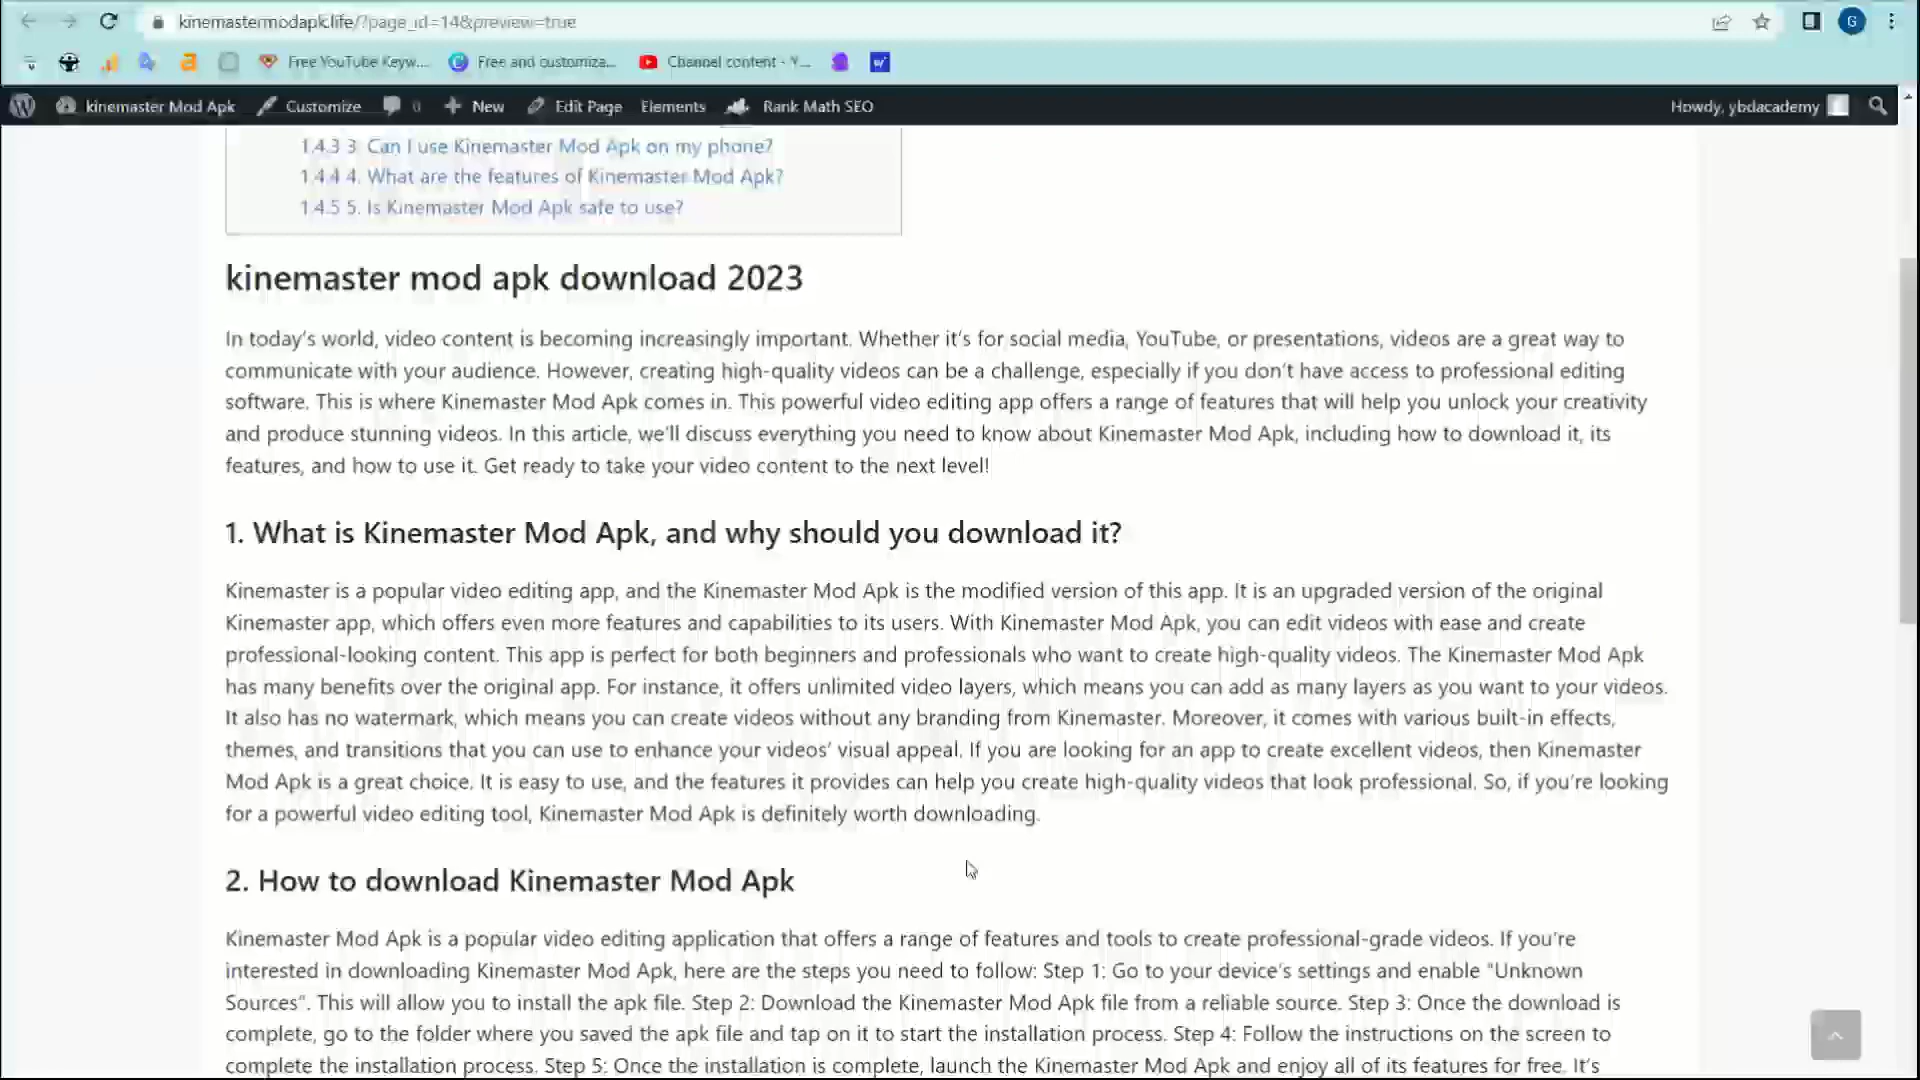 kinemastermodapk.life/?page_id=14&preview=true
G
Free YouTube Keyw...
Free and customiza...
Channel content - Y...
kinemaster Mod Apk
Customize
0
New
Edit Page
Elements
Rank Math SEO
Howdy, ybdacademy
1.4.3 3. Can I use Kinemaster Mod Apk on my phone?
1.4.4 4. What are the features of Kinemaster Mod Apk?
1.4.5 5. Is Kinemaster Mod Apk safe to use?
kinemaster mod apk download 2023
In today's world, video content is becoming increasingly important. Whether it's for social media, YouTube, or presentations, videos are a great way to
communicate with your audience. However, creating high-quality videos can be a challenge, especially if you don't have access to professional editing
software. This is where Kinemaster Mod Apk comes in. This powerful video editing app offers a range of features that will help you unlock your creativity
and produce stunning videos. In this article, we'll discuss everything you need to know about Kinemaster Mod Apk, including how to download it, its
features, and how to use it. Get ready to take your video content to the next level!
1. What is Kinemaster Mod Apk, and why should you download it?
Kinemaster is a popular video editing app, and the Kinemaster Mod Apk is the modified version of this app. It is an upgraded version of the original
Kinemaster app, which offers even more features and capabilities to its users. With Kinemaster Mod Apk, you can edit videos with ease and create
professional-looking content. This app is perfect for both beginners and professionals who want to create high-quality videos. The Kinemaster Mod Apk
has many benefits over the original app. For instance, it offers unlimited video layers, which means you can add as many layers as you want to your videos.
It also has no watermark, which means you can create videos without any branding from Kinemaster. Moreover, it comes with various built-in effects,
themes, and transitions that you can use to enhance your videos' visual appeal. If you are looking for an app to create excellent videos, then Kinemaster
Mod Apk is a great choice. It is easy to use, and the features it provides can help you create high-quality videos that look professional. So, if you're looking
for a powerful video editing tool, Kinemaster Mod Apk is definitely worth downloading.
2. How to download Kinemaster Mod Apk
Kinemaster Mod Apk is a popular video editing application that offers a range of features and tools to create professional-grade videos. If you're
interested in downloading Kinemaster Mod Apk, here are the steps you need to follow: Step 1: Go to your device's settings and enable "Unknown
Sources". This will allow you to install the apk file. Step 2: Download the Kinemaster Mod Apk file from a reliable source. Step 3: Once the download is
complete, go to the folder where you saved the apk file and tap on it to start the installation process. Step 4: Follow the instructions on the screen to
complete the installation process. Step 5: Once the installation is complete, launch the Kinemaster Mod Apk and enjoy all of its features for free. It's